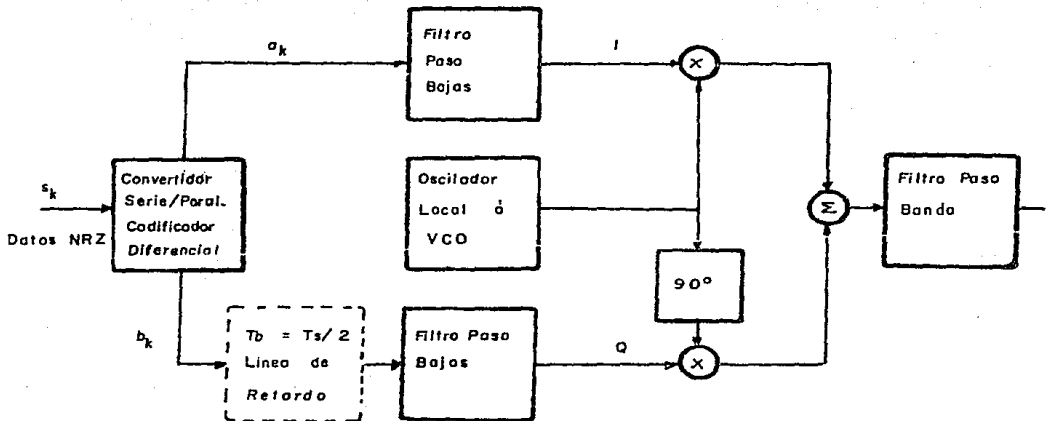 a_k
Filtro
Paso
Bajas
I
×
s_k
Datos NRZ
Convertidor
Serie/Paral.
Codificador
Diferencial
Oscilador
Local ó
VCO
90°
Σ
Filtro Paso
Banda
b_k
Tb = Ts/2
Linea de
Retardo
Filtro Paso
Bajas
Q
×